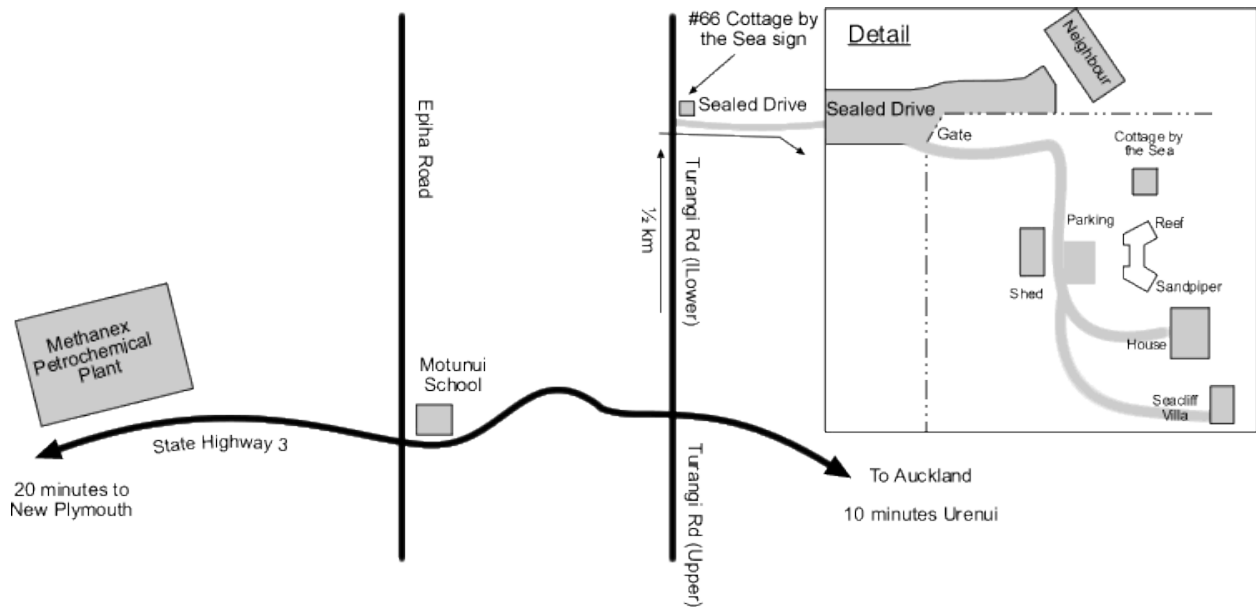 #66 Cottage by
the Sea sign
Detail
Neighbour
Epiha Road
Sealed Drive
Sealed Drive
Gate
Cottage by
the Sea
½ km
Turangi Rd (ILower)
Parking
Reef
Shed
Sandpiper
House
Methanex
Petrochemical
Plant
Motunui
School
Seacliff
Villa
State Highway 3
20 minutes to
New Plymouth
Turangi Rd (Upper)
To Auckland
10 minutes Urenui